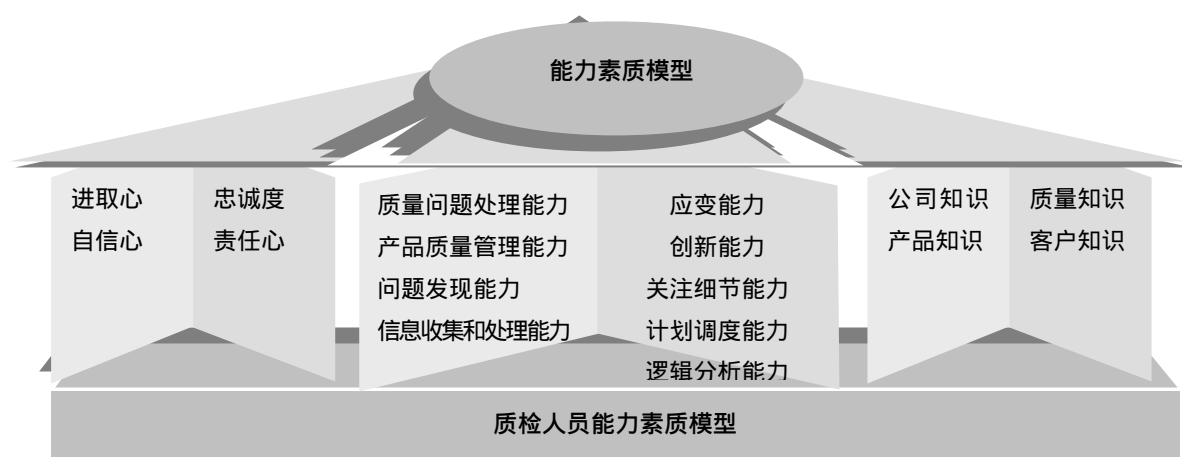 能力素质模型
进取心
自信心
忠诚度
责任心
质量问题处理能力
产品质量管理能力
问题发现能力
信息收集和处理能力
应变能力
创新能力
关注细节能力
计划调度能力
逻辑分析能力
公司知识
产品知识
质量知识
客户知识
质检人员能力素质模型